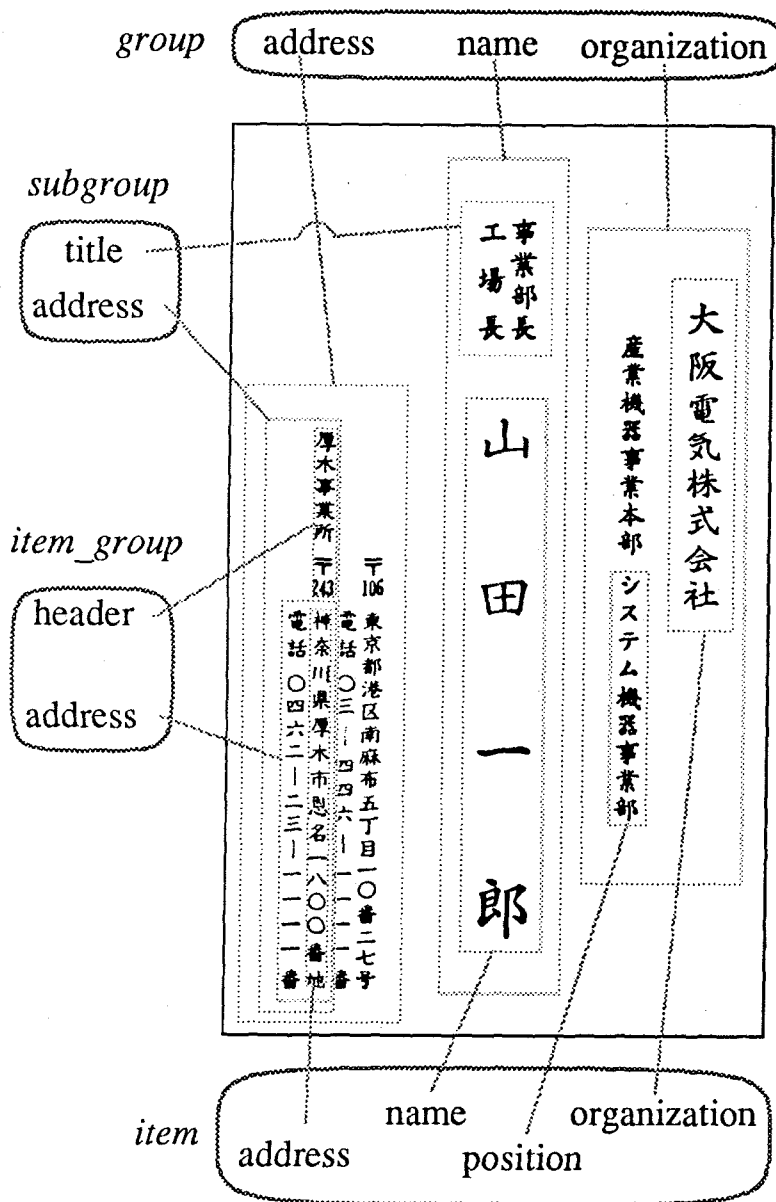 group address name organization
subgroup
title
address
item_group
header
address
大阪電気株式会社
産業機器事業本部 システム機器事業部
事業部長
工場長
山田一郎
〒106 東京都港区南麻布五丁目一〇番二七号
電話 〇三―四四六―一一一一番
厚木事業所 〒243 神奈川県厚木市恩名一八〇〇番地
電話 〇四六二―二三―一一一一番
item address name position organization